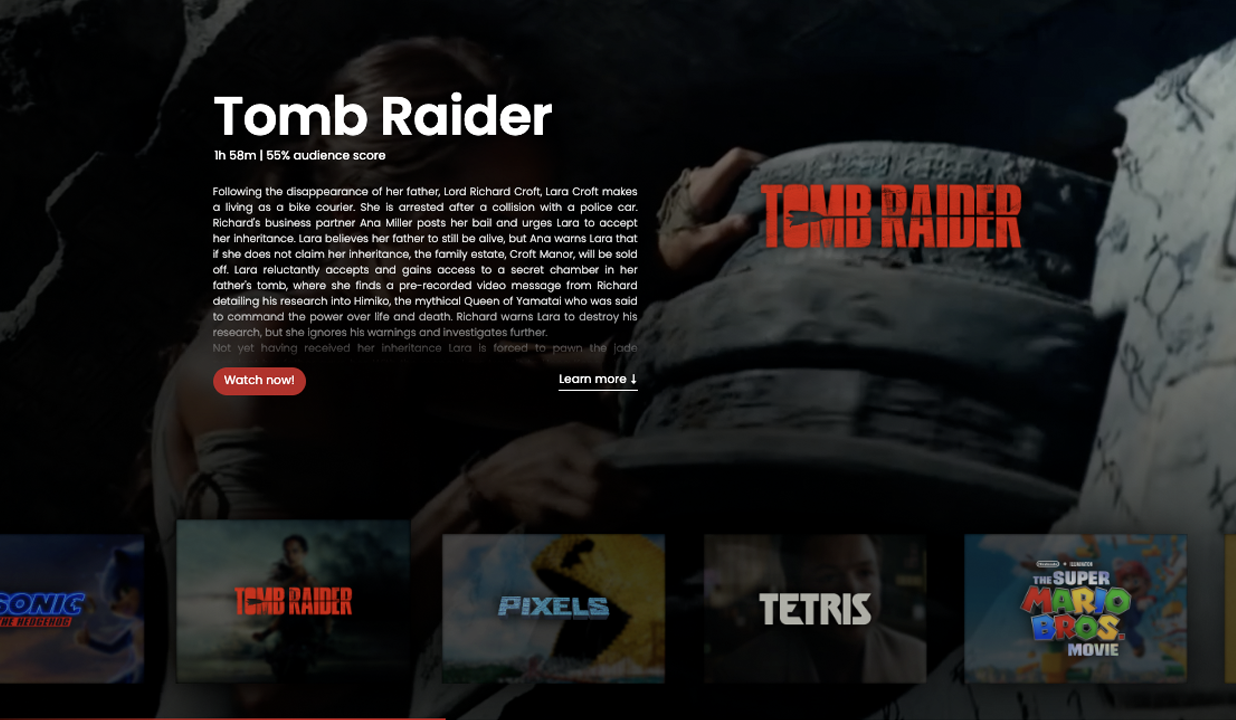 Tomb Raider
1h 58m | 55% audience score
Following the disappearance of her father, Lord Richard Croft, Lara Croft makes
a living as a bike courier. She is arrested after a collision with a police car.
Richard's business partner Ana Miller posts her bail and urges Lara to accept
her inheritance. Lara believes her father to still be alive, but Ana warns Lara that
if she does not claim her inheritance, the family estate, Croft Manor, will be sold
off. Lara reluctantly accepts and gains access to a secret chamber in her
father's tomb, where she finds a pre-recorded video message from Richard
detailing his research into Himiko, the mythical Queen of Yamatai who was said
to command the power over life and death. Richard warns Lara to destroy his
research, but she ignores his warnings and investigates further.
Not yet having received her inheritance Lara is forced to pawn the jade
Watch now!
Learn more ↓
TOMB RAIDER
SONIC
THE HEDGEHOG
TOMB RAIDER
PIXELS
TETRIS
Nintendo ILLUMINATION
THE SUPER
MARIO
BROS.
MOVIE